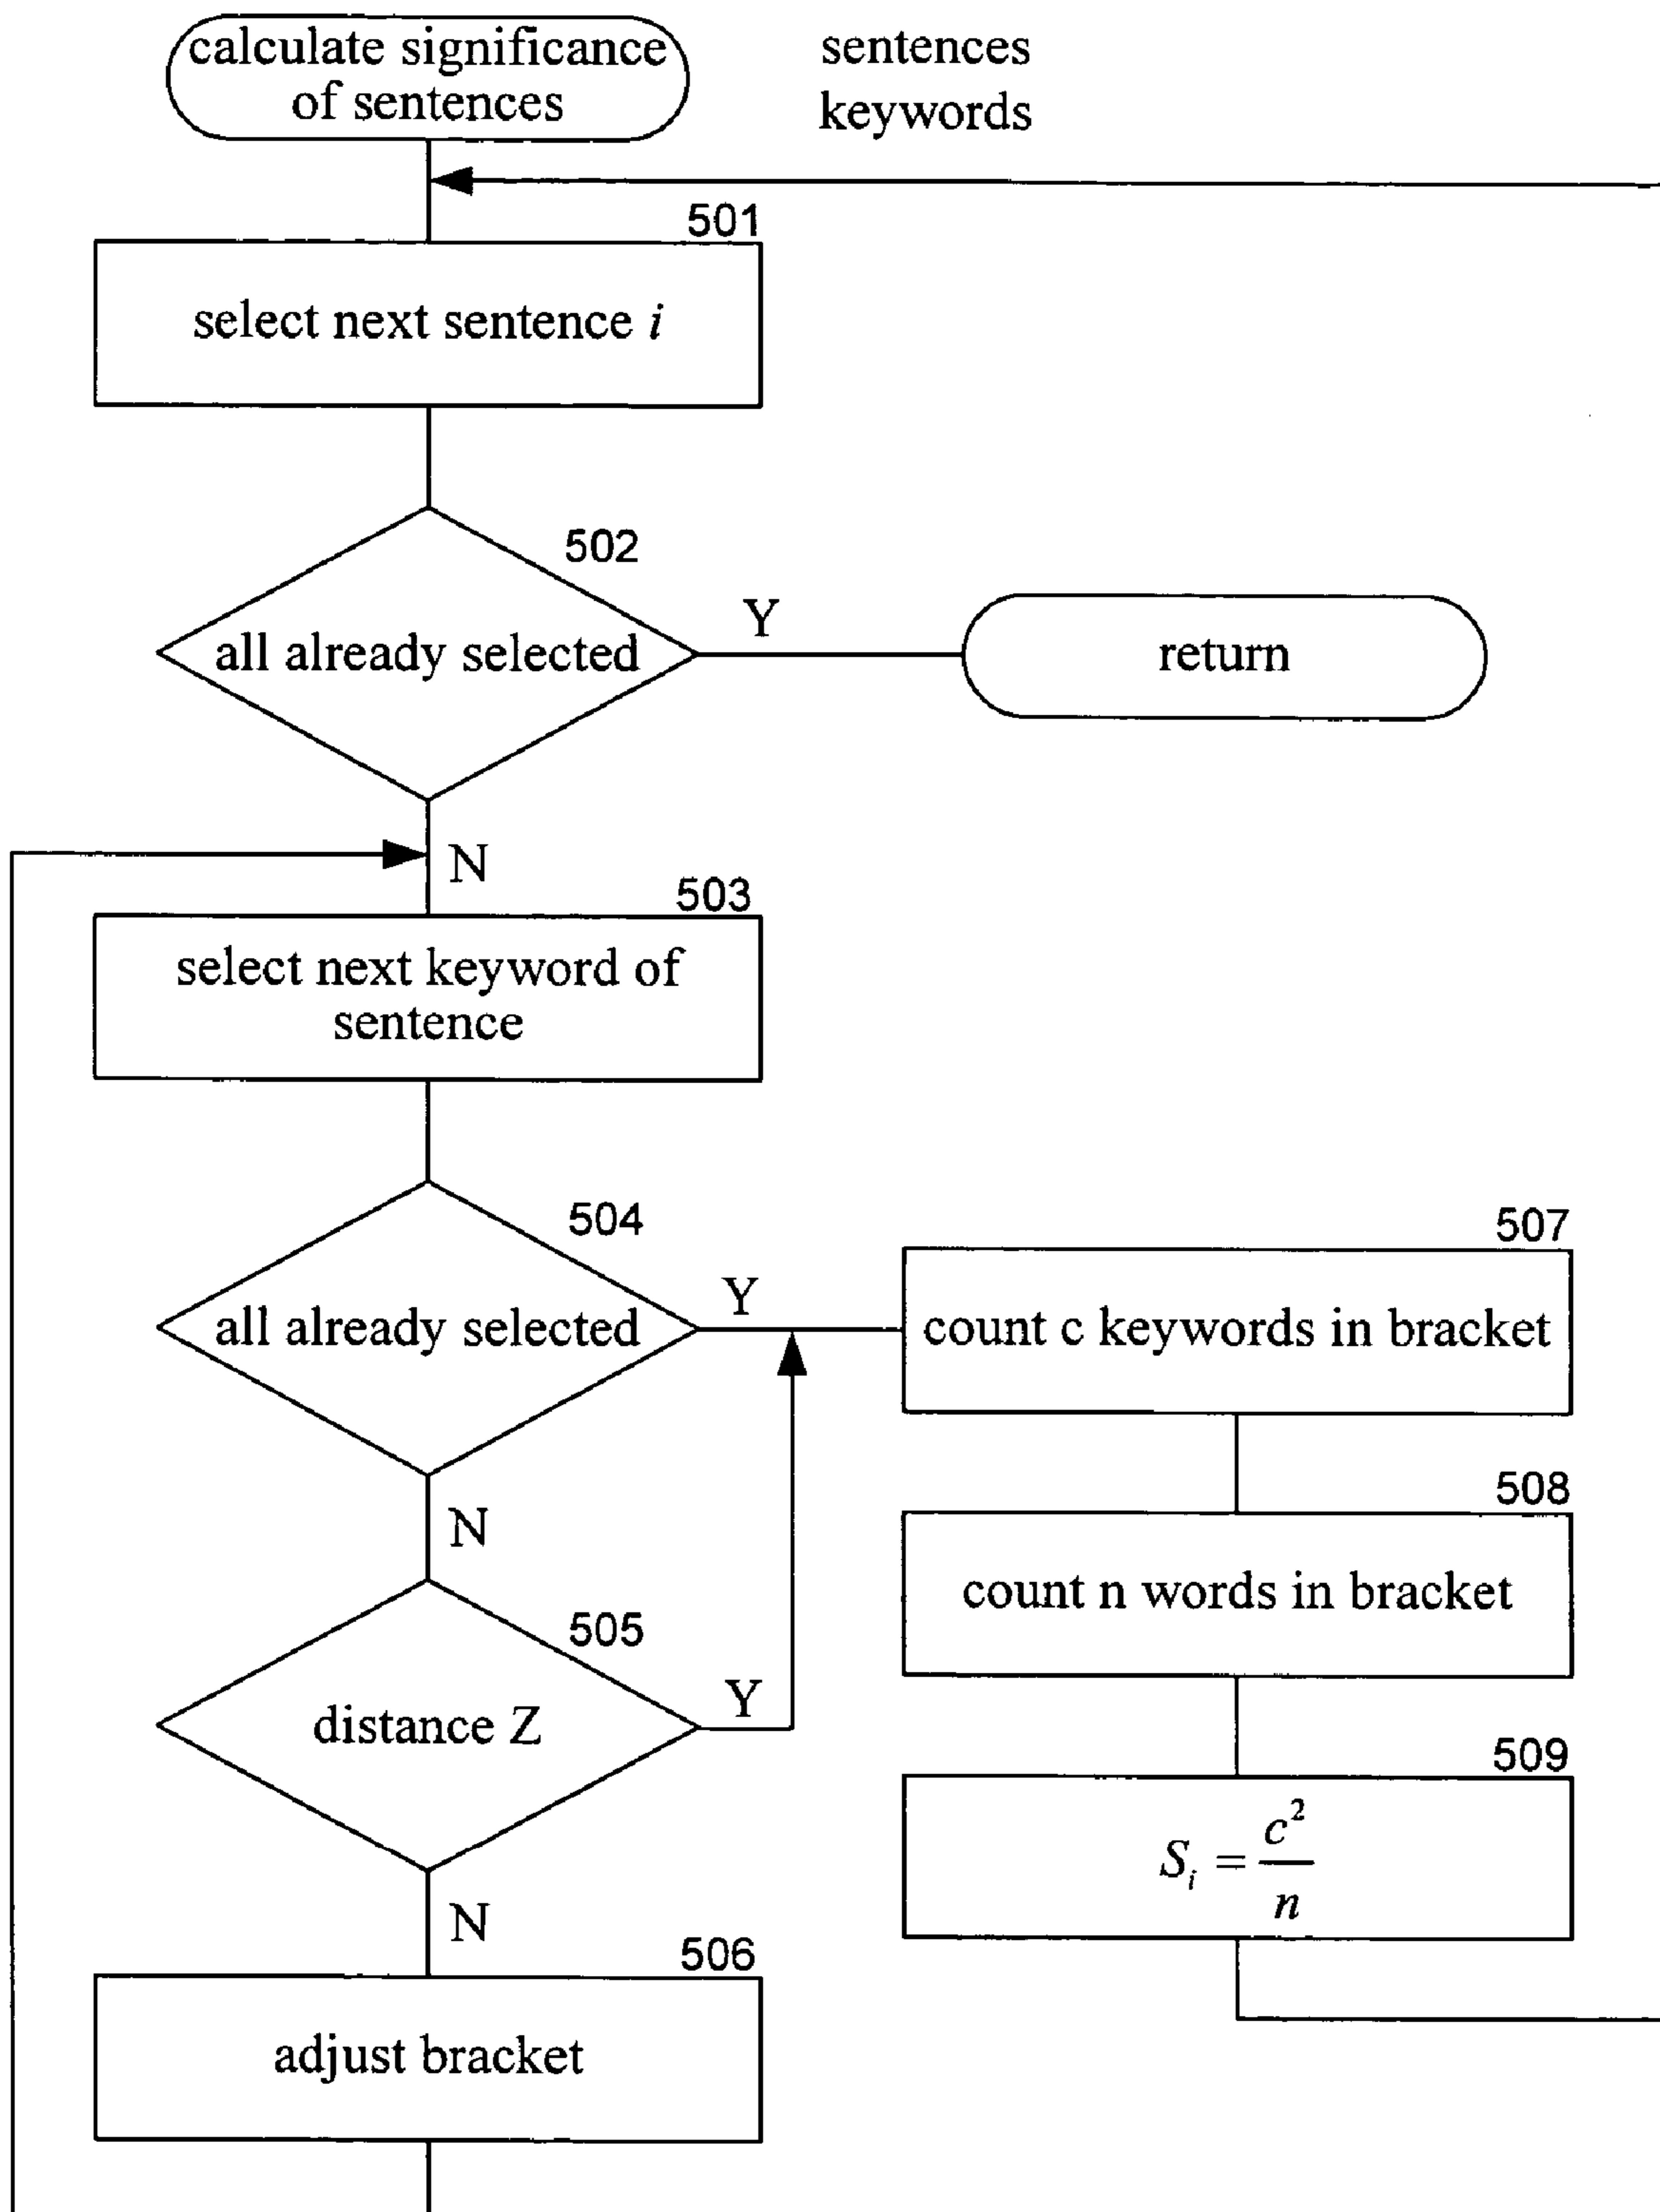 calculate significance
of sentences
sentences
keywords
501
select next sentence i
502
all already selected
Y
return
N
503
select next keyword of
sentence
504
all already selected
Y
507
count c keywords in bracket
N
508
count n words in bracket
505
distance Z
Y
509
S_i = c^2 / n
N
506
adjust bracket